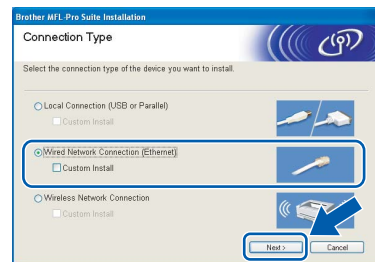 Brother MFL-Pro Suite Installation
Connection Type
Select the connection type of the device you want to install.
Local Connection (USB or Parallel)
Custom Install
Wired Network Connection (Ethernet)
Custom Install
Wireless Network Connection
Custom Install
Next >
Cancel